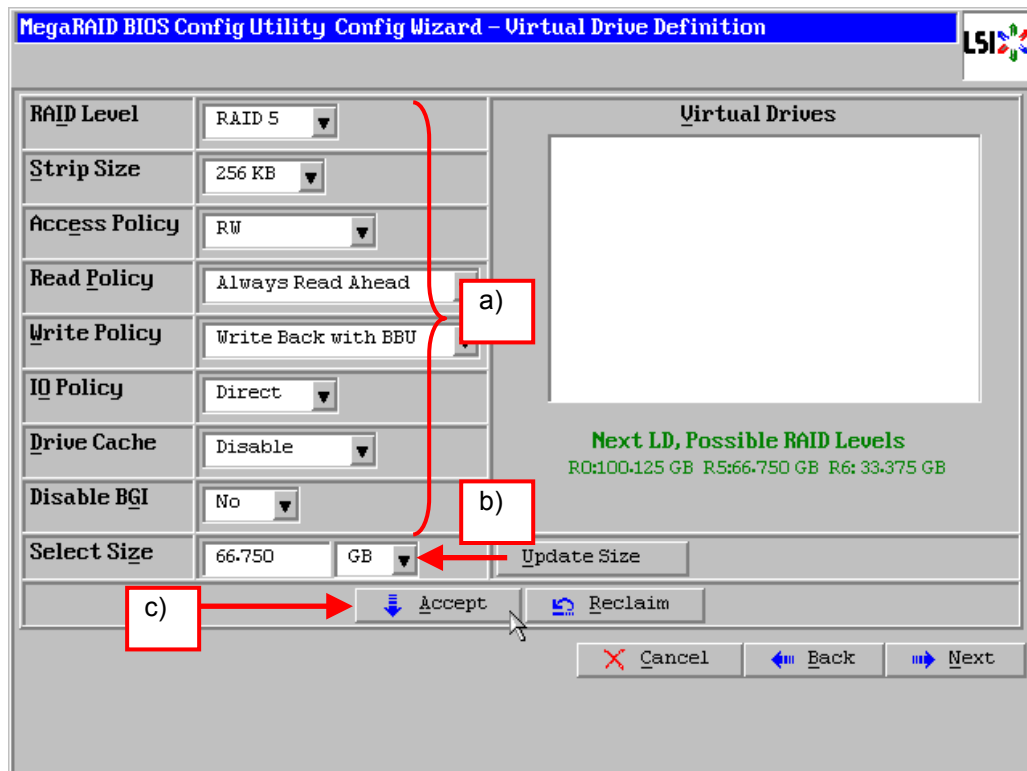 MegaRAID BIOS Config Utility Config Wizard - Virtual Drive Definition
LSI
RAID Level
RAID 5
Virtual Drives
Strip Size
256 KB
Access Policy
RW
Read Policy
Always Read Ahead
a)
Write Policy
Write Back with BBU
IO Policy
Direct
Drive Cache
Disable
Next LD, Possible RAID Levels
R0:100.125 GB R5:66.750 GB R6: 33.375 GB
Disable BGI
No
b)
Select Size
66.750
GB
Update Size
c)
Accept
Reclaim
Cancel
Back
Next